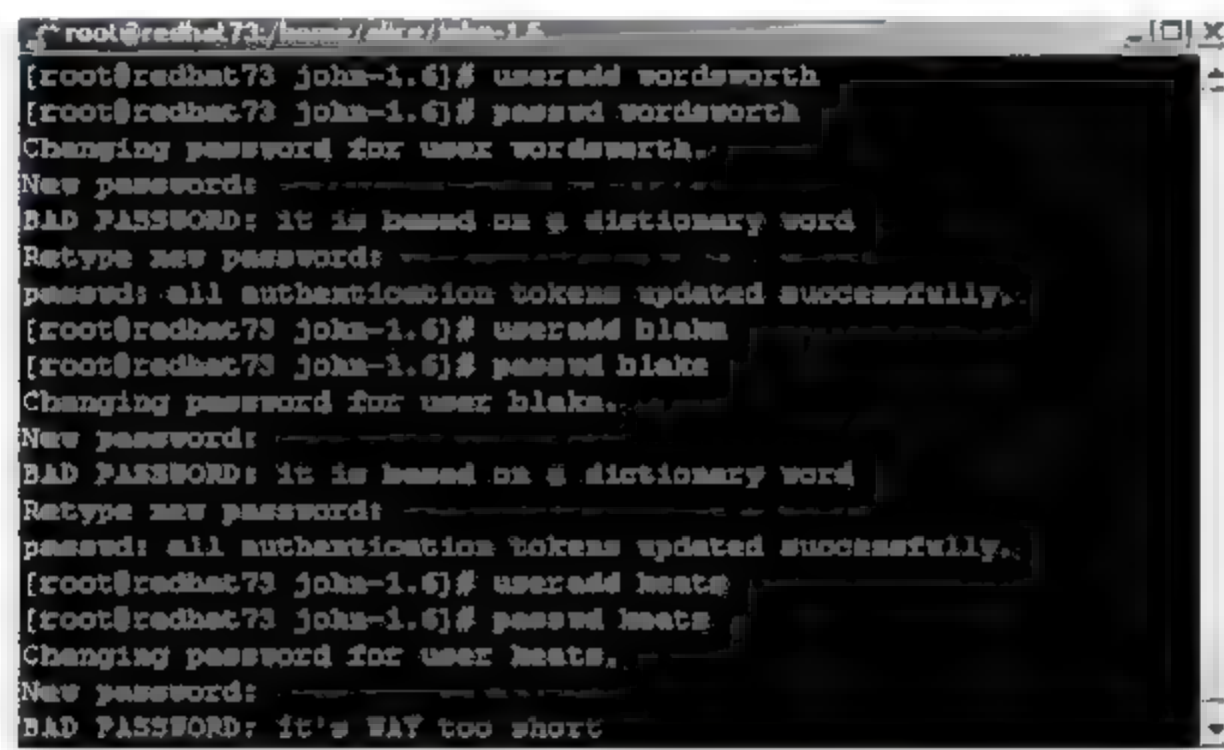 root@redhat73:/home/ /john-1.6
[root@redhat73 john-1.6]# useradd wordsworth
[root@redhat73 john-1.6]# passwd wordsworth
Changing password for user wordsworth.
New password:
BAD PASSWORD: it is based on a dictionary word
Retype new password:
passwd: all authentication tokens updated successfully.
[root@redhat73 john-1.6]# useradd blake
[root@redhat73 john-1.6]# passwd blake
Changing password for user blake.
New password:
BAD PASSWORD: it is based on a dictionary word
Retype new password:
passwd: all authentication tokens updated successfully.
[root@redhat73 john-1.6]# useradd keats
[root@redhat73 john-1.6]# passwd keats
Changing password for user keats.
New password:
BAD PASSWORD: it's WAY too short